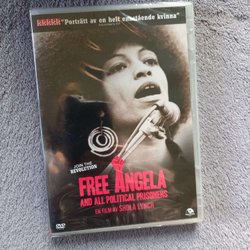 "Porträtt av en helt enastående kvinna"
JOIN THE
REVOLUTION
FREE ANGELA
AND ALL POLITICAL PRISONERS
EN FILM AV SHOLA LYNCH
DVD